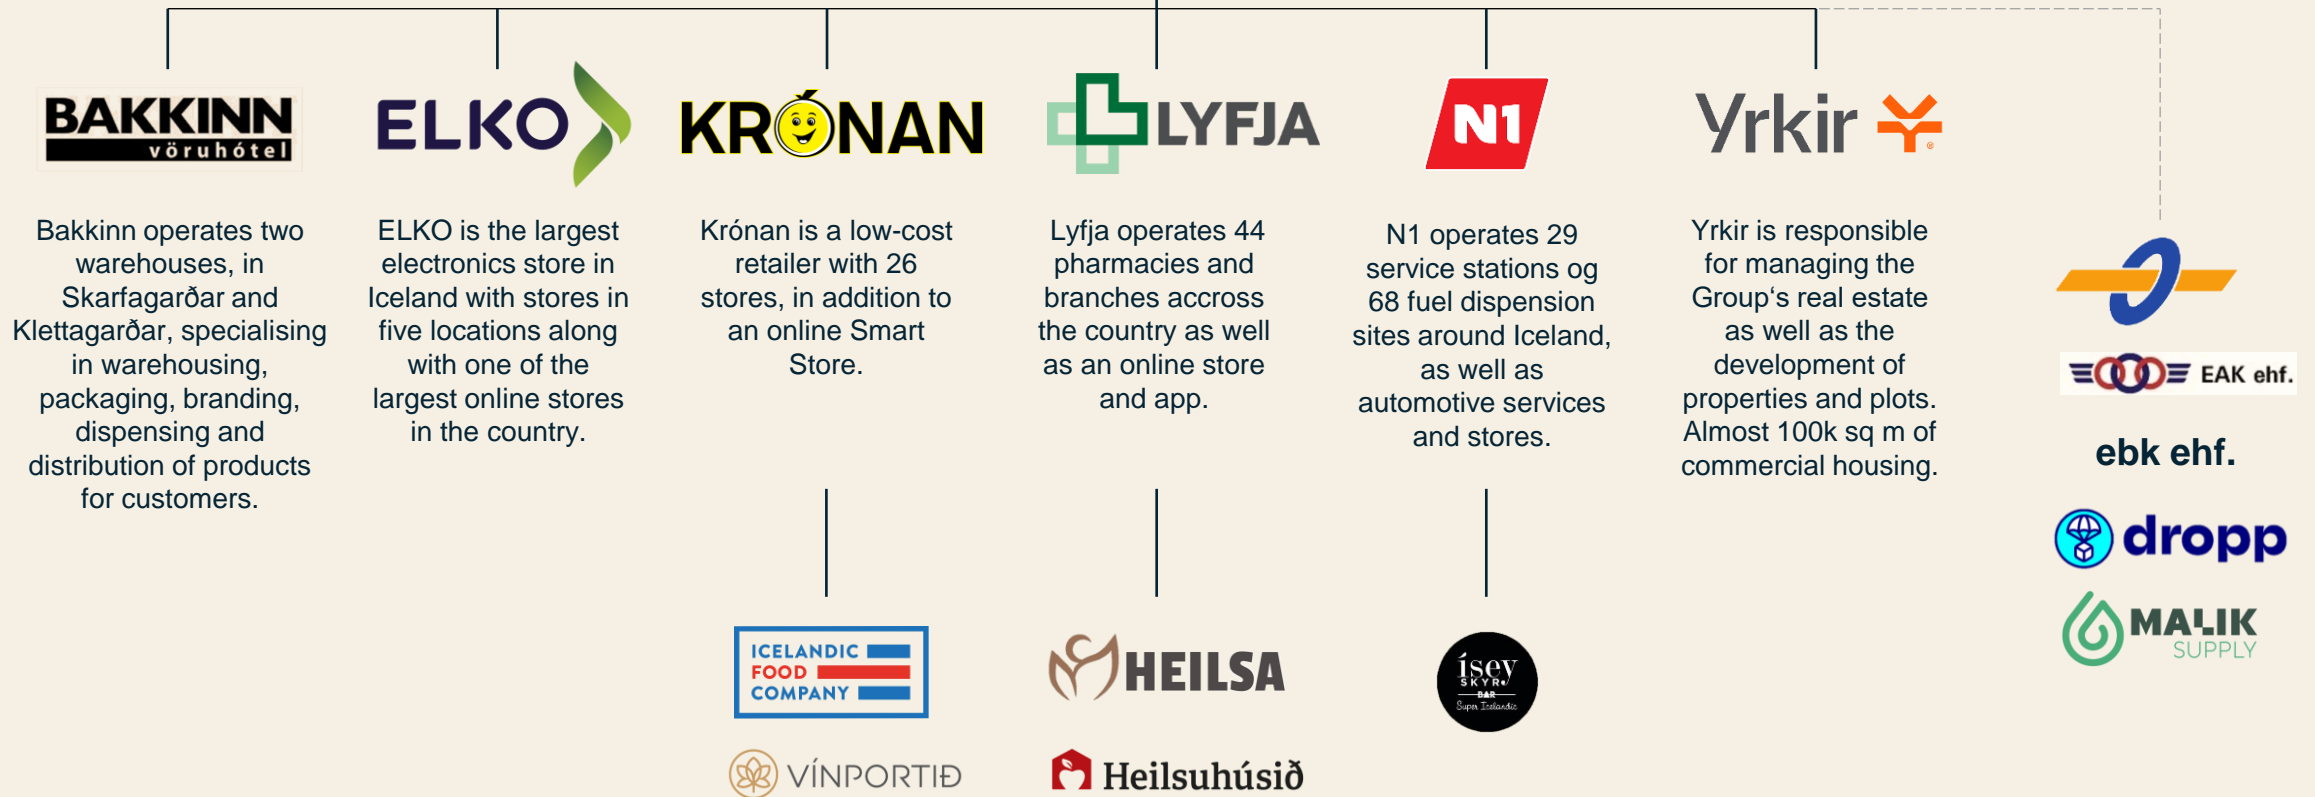 BAKKINN
vöruhótel
Bakkinn operates two
warehouses, in
Skarfagarðar and
Klettagarðar, specialising
in warehousing,
packaging, branding,
dispensing and
distribution of products
for customers.
ELKO
ELKO is the largest
electronics store in
Iceland with stores in
five locations along
with one of the
largest online stores
in the country.
KRÓNAN
Krónan is a low-cost
retailer with 26
stores, in addition to
an online Smart
Store.
ICELANDIC
FOOD
COMPANY
VÍNPORTIÐ
LYFJA
Lyfja operates 44
pharmacies and
branches accross
the country as well
as an online store
and app.
HEILSA
Heilsuhúsið
N1
N1 operates 29
service stations og
68 fuel dispension
sites around Iceland,
as well as
automotive services
and stores.
ísey
SKYR
BAR
Super Icelandic
Yrkir ®
Yrkir is responsible
for managing the
Group‘s real estate
as well as the
development of
properties and plots.
Almost 100k sq m of
commercial housing.
EAK ehf.
ebk ehf.
dropp
MALIK
SUPPLY